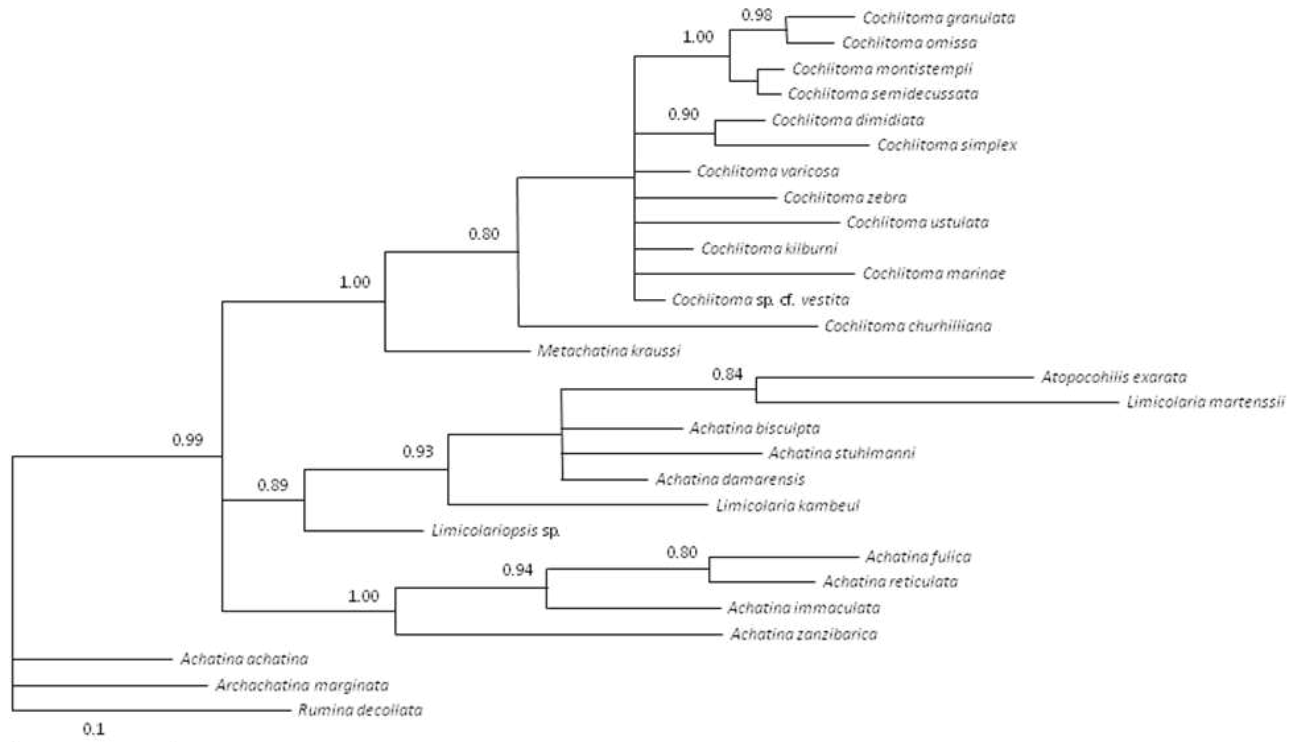 0.98
Cochlitoma granulata
1.00
Cochlitoma omissa
Cochlitoma montistempli
Cochlitoma semidecussata
0.90
Cochlitoma dimidiata
Cochlitoma simplex
Cochlitoma varicosa
Cochlitoma zebra
Cochlitoma ustulata
0.80
Cochlitoma kilburni
Cochlitoma marinae
1.00
Cochlitoma sp. cf. vestita
Cochlitoma churhilliana
Metachatina kraussi
0.84
Atopocohilis exarata
Limicolaria martenssii
Achatina bisculpta
0.99
0.93
Achatina stuhlmanni
0.89
Achatina damarensis
Limicolaria kambeul
Limicolariopsis sp.
0.80
Achatina fulica
0.94
Achatina reticulata
1.00
Achatina immaculata
Achatina zanzibarica
Achatina achatina
Archachatina marginata
Rumina decollata
0.1